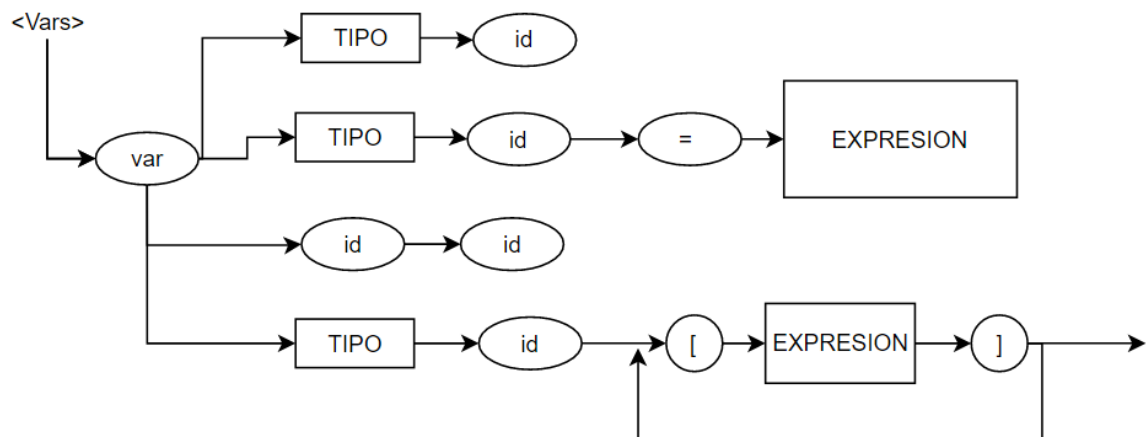 <Vars>
TIPO id
var TIPO id = EXPRESION
id id
TIPO id [ EXPRESION ]